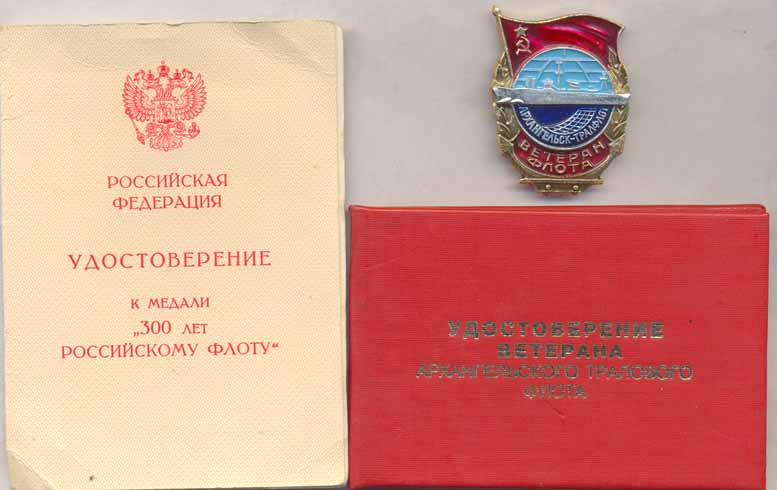 РОССИЙСКАЯ
ФЕДЕРАЦИЯ
УДОСТОВЕРЕНИЕ
К МЕДАЛИ
„300 ЛЕТ
РОССИЙСКОМУ ФЛОТУ“
АРХАНГЕЛЬСК-ТРАЛФЛОТ
ВЕТЕРАН
ФЛОТА
УДОСТОВЕРЕНИЕ
ВЕТЕРАНА
АРХАНГЕЛЬСКОГО ТРАЛОВОГО
ФЛОТА